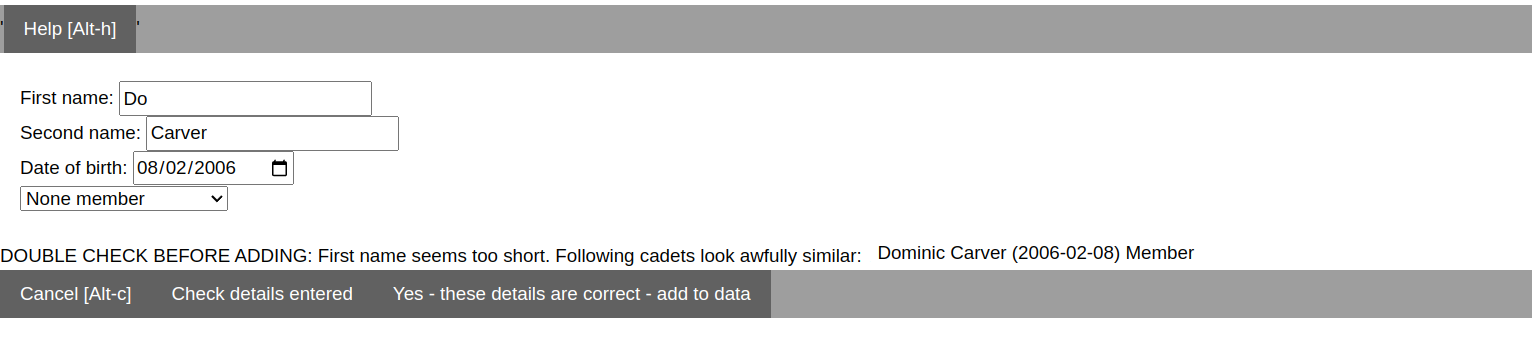 ' Help [Alt-h] '
First name: Do
Second name: Carver
Date of birth: 08/02/2006
None member
DOUBLE CHECK BEFORE ADDING: First name seems too short. Following cadets look awfully similar: Dominic Carver (2006-02-08) Member
Cancel [Alt-c] Check details entered Yes - these details are correct - add to data